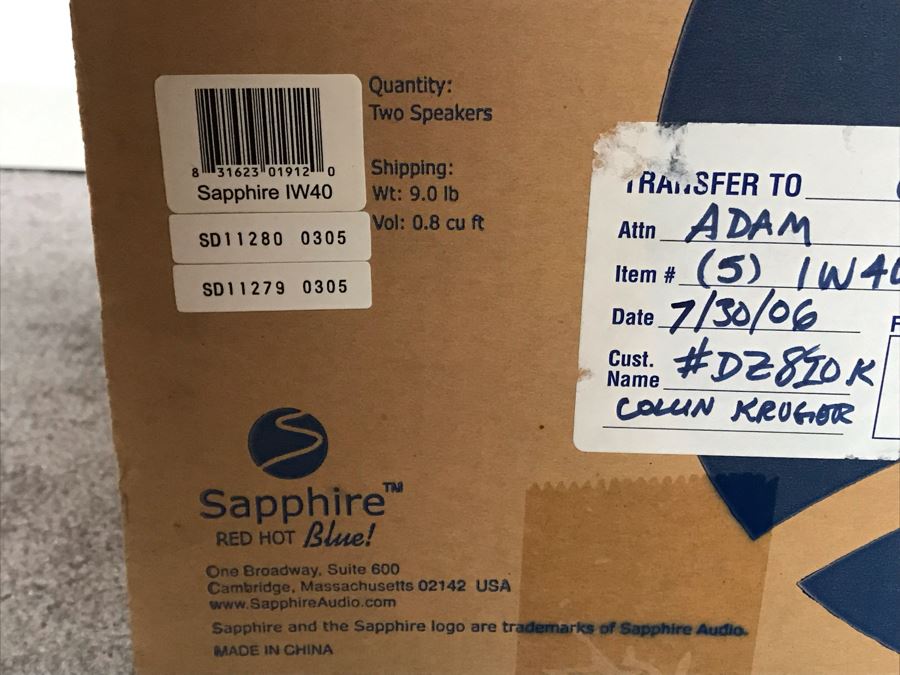 8 31623 01912 0
Sapphire IW40
SD11280 0305
SD11279 0305
Quantity:
Two Speakers
Shipping:
Wt: 9.0 lb
Vol: 0.8 cu ft
TRANSFER TO
Attn ADAM
Item # (5) IW40
Date 7/30/06
Cust. Name
COLLIN KRUGER
F
Sapphire™
RED HOT Blue!
One Broadway, Suite 600
Cambridge, Massachusetts 02142 USA
www.SapphireAudio.com
Sapphire and the Sapphire logo are trademarks of Sapphire Audio.
MADE IN CHINA